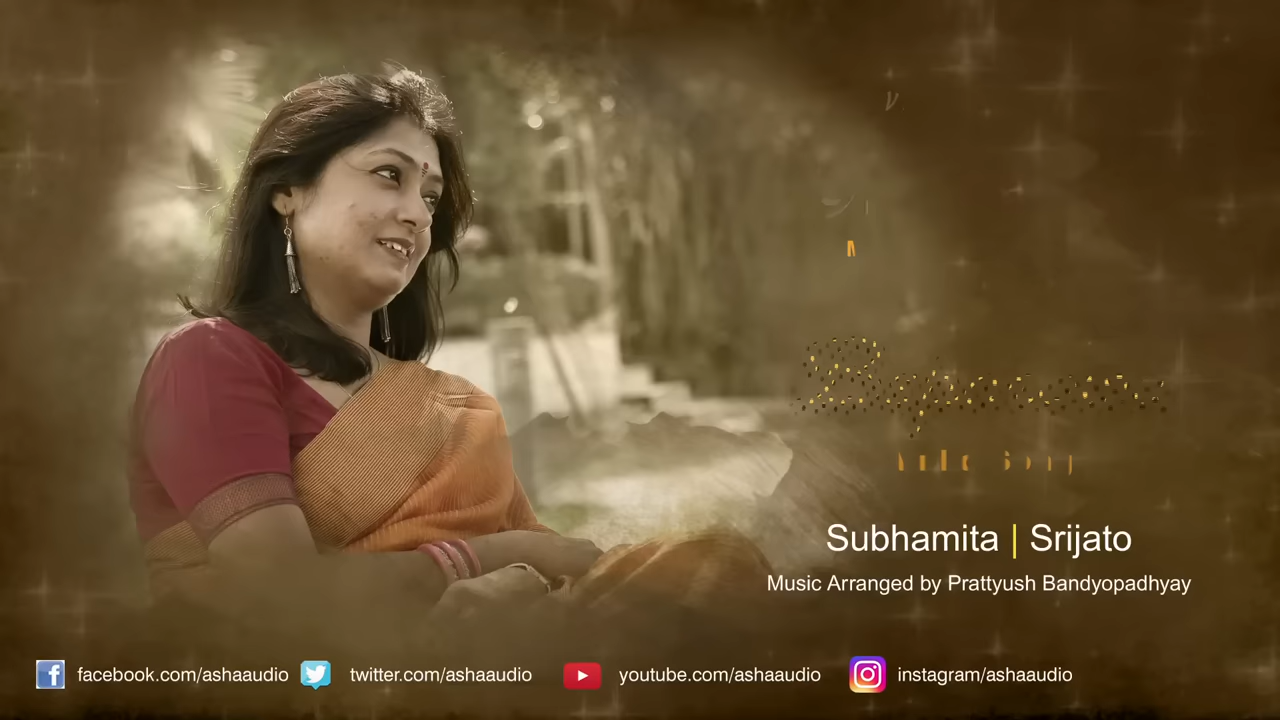 Subhamita | Srijato
Music Arranged by Prattyush Bandyopadhyay
facebook.com/ashaaudio twitter.com/ashaaudio youtube.com/ashaaudio instagram/ashaaudio